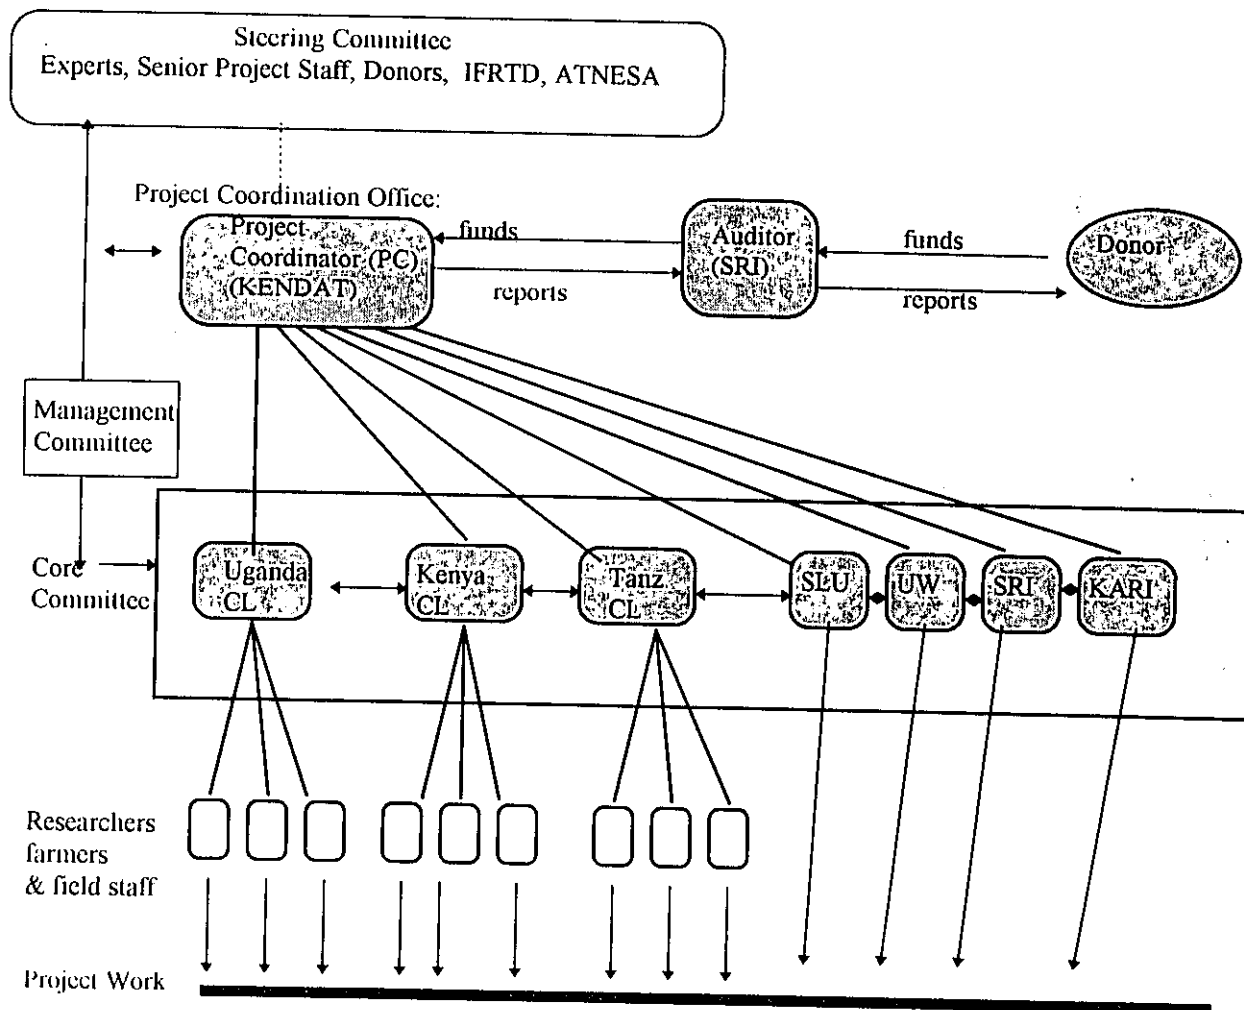 Steering Committee
Experts, Senior Project Staff, Donors, IFRTD, ATNESA
Project Coordination Office:
Project
Coordinator (PC)
(KENDAT)
funds
reports
Auditor
(SRI)
funds
reports
Donor
Management
Committee
Core
Committee
Uganda
CL
Kenya
CL
Tanz
CL
SLU
UW
SRI
KARI
Researchers
farmers
& field staff
Project Work